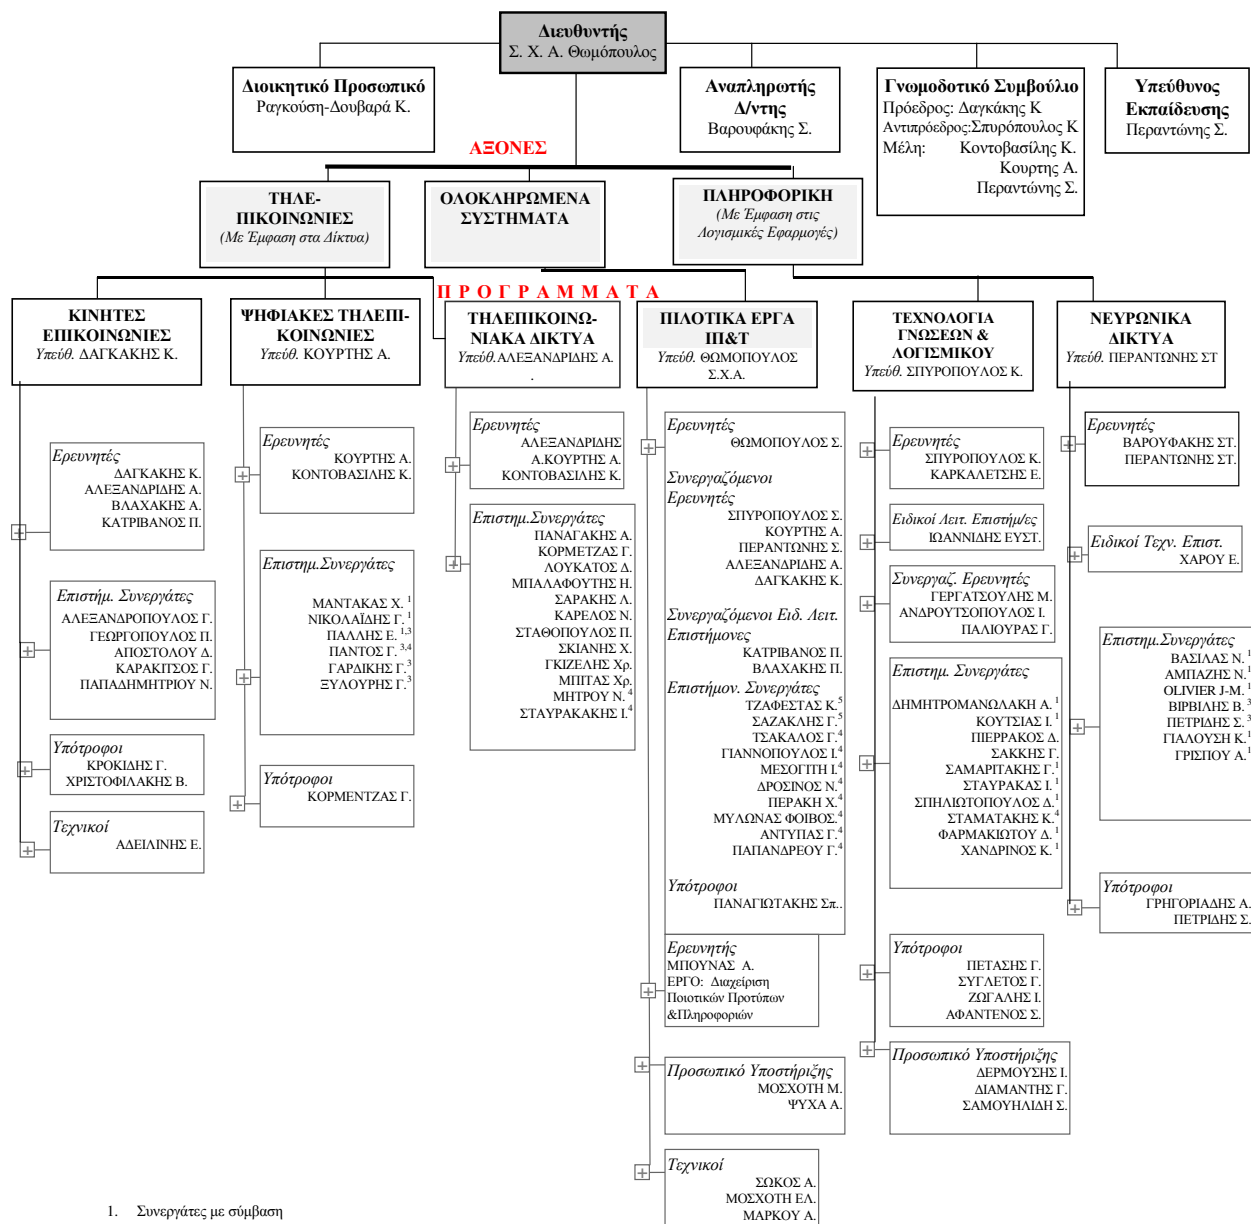 Διευθυντής
Σ. Χ. Α. Θωμόπουλος
Διοικητικό Προσωπικό
Ραγκούση-Δουβαρά Κ.
Αναπληρωτής
Δ/ντης
Βαρουφάκης Σ.
Γνωμοδοτικό Συμβούλιο
Πρόεδρος: Δαγκάκης Κ
Αντιπρόεδρος:Σπυρόπουλος Κ
Μέλη: Κοντοβασίλης Κ.
Κουρτης Α.
Περαντώνης Σ.
Υπεύθυνος
Εκπαίδευσης
Περαντώνης Σ.
ΑΞΟΝΕΣ
ΤΗΛΕ-
ΠΙΚΟΙΝΩΝΙΕΣ
(Με Έμφαση στα Δίκτυα)
ΟΛΟΚΛΗΡΩΜΕΝΑ
ΣΥΣΤΗΜΑΤΑ
ΠΛΗΡΟΦΟΡΙΚΗ
(Με Έμφαση στις
Λογισμικές Εφαρμογές)
ΠΡΟΓΡΑΜΜΑΤΑ
ΚΙΝΗΤΕΣ
ΕΠΙΚΟΙΝΩΝΙΕΣ
Υπεύθ. ΔΑΓΚΑΚΗΣ Κ.
Ερευνητές
ΔΑΓΚΑΚΗΣ Κ.
ΑΛΕΞΑΝΔΡΙΔΗΣ Α.
ΒΛΑΧΑΚΗΣ Α.
ΚΑΤΡΙΒΑΝΟΣ Π.
Επιστήμ. Συνεργάτες
ΑΛΕΞΑΝΔΡΟΠΟΥΛΟΣ Γ.
ΓΕΩΡΓΟΠΟΥΛΟΣ Π.
ΑΠΟΣΤΟΛΟΥ Δ.
ΚΑΡΑΚΙΤΣΟΣ Γ.
ΠΑΠΑΔΗΜΗΤΡΙΟΥ Ν.
Υπότροφοι
ΚΡΟΚΙΔΗΣ Γ.
ΧΡΙΣΤΟΦΙΛΑΚΗΣ Β.
Τεχνικοί
ΑΔΕΙΛΙΝΗΣ Ε.
ΨΗΦΙΑΚΕΣ ΤΗΛΕΠΙ-
ΚΟΙΝΩΝΙΕΣ
Υπεύθ. ΚΟΥΡΤΗΣ Α.
Ερευνητές
ΚΟΥΡΤΗΣ Α.
ΚΟΝΤΟΒΑΣΙΛΗΣ Κ.
Επιστημ.Συνεργάτες
ΜΑΝΤΑΚΑΣ Χ. 1
ΝΙΚΟΛΑΪΔΗΣ Γ. 1
ΠΑΛΛΗΣ Ε. 1,3
ΠΑΝΤΟΣ Γ. 3,4
ΓΑΡΔΙΚΗΣ Γ.3
ΞΥΛΟΥΡΗΣ Γ.3
Υπότροφοι
ΚΟΡΜΕΝΤΖΑΣ Γ.
ΤΗΛΕΠΙΚΟΙΝΩ-
ΝΙΑΚΑ ΔΙΚΤΥΑ
Υπεύθ.ΑΛΕΞΑΝΔΡΙΔΗΣ Α.
.
Ερευνητές
ΑΛΕΞΑΝΔΡΙΔΗΣ
Α.ΚΟΥΡΤΗΣ Α.
ΚΟΝΤΟΒΑΣΙΛΗΣ Κ.
Επιστημ.Συνεργάτες
ΠΑΝΑΓΑΚΗΣ Α.
ΚΟΡΜΕΤΖΑΣ Γ.
ΛΟΥΚΑΤΟΣ Δ.
ΜΠΑΛΑΦΟΥΤΗΣ Η.
ΣΑΡΑΚΗΣ Λ.
ΚΑΡΕΛΟΣ Ν.
ΣΤΑΘΟΠΟΥΛΟΣ Π.
ΣΚΙΑΝΗΣ Χ.
ΓΚΙΖΕΛΗΣ Χρ.
ΜΠΙΤΑΣ Χρ.
ΜΗΤΡΟΥ Ν. 4
ΣΤΑΥΡΑΚΑΚΗΣ Ι.4
ΠΙΛΟΤΙΚΑ ΕΡΓΑ
ΙΠ&Τ
Υπεύθ. ΘΩΜΟΠΟΥΛΟΣ
Σ.Χ.Α.
Ερευνητές
ΘΩΜΟΠΟΥΛΟΣ Σ.
Συνεργαζόμενοι
Ερευνητές
ΣΠΥΡΟΠΟΥΛΟΣ Σ.
ΚΟΥΡΤΗΣ Α.
ΠΕΡΑΝΤΩΝΗΣ Σ.
ΑΛΕΞΑΝΔΡΙΔΗΣ Α.
ΔΑΓΚΑΚΗΣ Κ.
Συνεργαζόμενοι Ειδ. Λειτ.
Επιστήμονες
ΚΑΤΡΙΒΑΝΟΣ Π.
ΒΛΑΧΑΚΗΣ Π.
Επιστήμον. Συνεργάτες
ΤΖΑΦΕΣΤΑΣ Κ.5
ΣΑΖΑΚΛΗΣ Γ.5
ΤΣΑΚΑΛΟΣ Γ.4
ΓΙΑΝΝΟΠΟΥΛΟΣ Ι.4
ΜΕΣΟΓΙΤΗ Ι.4
ΔΡΟΣΙΝΟΣ Ν.4
ΠΕΡΑΚΗ Χ.4
ΜΥΛΩΝΑΣ ΦΟΙΒΟΣ.4
ΑΝΤΥΠΑΣ Γ.4
ΠΑΠΑΝΔΡΕΟΥ Γ.4
Υπότροφοι
ΠΑΝΑΓΙΩΤΑΚΗΣ Σπ..
Ερευνητής
ΜΠΟΥΝΑΣ Α.
ΕΡΓΟ: Διαχείριση
Ποιοτικών Προτύπων
&Πληροφοριών
Προσωπικό Υποστήριξης
ΜΟΣΧΟΤΗ Μ.
ΨΥΧΑ Α.
Τεχνικοί
ΣΩΚΟΣ Α.
ΜΟΣΧΟΤΗ ΕΛ.
ΜΑΡΚΟΥ Α.
ΤΕΧΝΟΛΟΓΙΑ
ΓΝΩΣΕΩΝ &
ΛΟΓΙΣΜΙΚΟΥ
Υπεύθ. ΣΠΥΡΟΠΟΥΛΟΣ Κ.
Ερευνητές
ΣΠΥΡΟΠΟΥΛΟΣ Κ.
ΚΑΡΚΑΛΕΤΣΗΣ Ε.
Ειδικοί Λειτ. Επιστήμ/ες
ΙΩΑΝΝΙΔΗΣ ΕΥΣΤ.
Συνεργαζ. Ερευνητές
ΓΕΡΓΑΤΣΟΥΛΗΣ Μ.
ΑΝΔΡΟΥΤΣΟΠΟΥΛΟΣ Ι.
ΠΑΛΙΟΥΡΑΣ Γ.
Επιστημ. Συνεργάτες
ΔΗΜΗΤΡΟΜΑΝΩΛΑΚΗ Α. 1
ΚΟΥΤΣΙΑΣ Ι. 1
ΠΙΕΡΡΑΚΟΣ Δ.
ΣΑΚΚΗΣ Γ.
ΣΑΜΑΡΙΤΑΚΗΣ Γ.1
ΣΤΑΥΡΑΚΑΣ Ι. 1
ΣΠΗΛΙΩΤΟΠΟΥΛΟΣ Δ. 1
ΣΤΑΜΑΤΑΚΗΣ Κ.4
ΦΑΡΜΑΚΙΩΤΟΥ Δ. 1
ΧΑΝΔΡΙΝΟΣ Κ. 1
Υπότροφοι
ΠΕΤΑΣΗΣ Γ.
ΣΥΓΛΕΤΟΣ Γ.
ΖΩΓΑΛΗΣ Ι.
ΑΦΑΝΤΕΝΟΣ Σ.
Προσωπικό Υποστήριξης
ΔΕΡΜΟΥΣΗΣ Ι.
ΔΙΑΜΑΝΤΗΣ Γ.
ΣΑΜΟΥΗΛΙΔΗ Σ.
ΝΕΥΡΩΝΙΚΑ
ΔΙΚΤΥΑ
Υπεύθ. ΠΕΡΑΝΤΩΝΗΣ ΣΤ
Ερευνητές
ΒΑΡΟΥΦΑΚΗΣ ΣΤ.
ΠΕΡΑΝΤΩΝΗΣ ΣΤ.
Ειδικοί Τεχν. Επιστ.
ΧΑΡΟΥ Ε.
Επιστημ.Συνεργάτες
ΒΑΣΙΛΑΣ Ν. 1
ΑΜΠΑΖΗΣ Ν. 1
OLIVIER J-M. 1
ΒΙΡΒΙΛΗΣ Β. 3
ΠΕΤΡΙΔΗΣ Σ. 3
ΓΙΑΛΟΥΣΗ Κ. 1
ΓΡΙΣΠΟΥ Α. 1
Υπότροφοι
ΓΡΗΓΟΡΙΑΔΗΣ Α.
ΠΕΤΡΙΔΗΣ Σ.
1. Συνεργάτες με σύμβαση